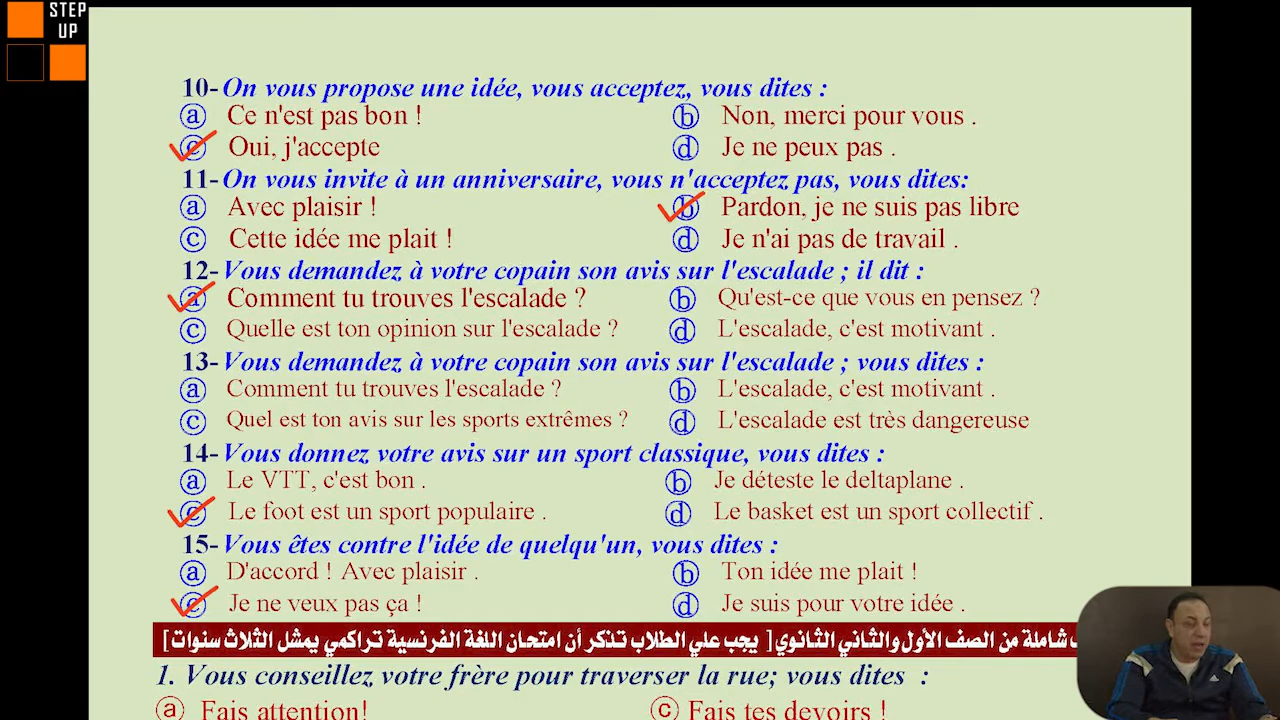 STEP
UP
10- On vous propose une idée, vous acceptez, vous dites :
ⓐ Ce n'est pas bon ! ⓑ Non, merci pour vous .
ⓒ Oui, j'accepte ⓓ Je ne peux pas .
11- On vous invite à un anniversaire, vous n'acceptez pas, vous dites:
ⓐ Avec plaisir ! ⓑ Pardon, je ne suis pas libre
ⓒ Cette idée me plait ! ⓓ Je n'ai pas de travail .
12- Vous demandez à votre copain son avis sur l'escalade ; il dit :
ⓐ Comment tu trouves l'escalade ? ⓑ Qu'est-ce que vous en pensez ?
ⓒ Quelle est ton opinion sur l'escalade ? ⓓ L'escalade, c'est motivant .
13- Vous demandez à votre copain son avis sur l'escalade ; vous dites :
ⓐ Comment tu trouves l'escalade ? ⓑ L'escalade, c'est motivant .
ⓒ Quel est ton avis sur les sports extrêmes ? ⓓ L'escalade est très dangereuse
14- Vous donnez votre avis sur un sport classique, vous dites :
ⓐ Le VTT, c'est bon . ⓑ Je déteste le deltaplane .
ⓒ Le foot est un sport populaire . ⓓ Le basket est un sport collectif .
15- Vous êtes contre l'idée de quelqu'un, vous dites :
ⓐ D'accord ! Avec plaisir . ⓑ Ton idée me plait !
ⓒ Je ne veux pas ça ! ⓓ Je suis pour votre idée .
شاملة من الصف الأول والثاني الثانوي [ يجب علي الطلاب تذكر أن امتحان اللغة الفرنسية تراكمي يمثل الثلاث سنوات]
1. Vous conseillez votre frère pour traverser la rue; vous dites :
ⓐ Fais attention! ⓒ Fais tes devoirs !